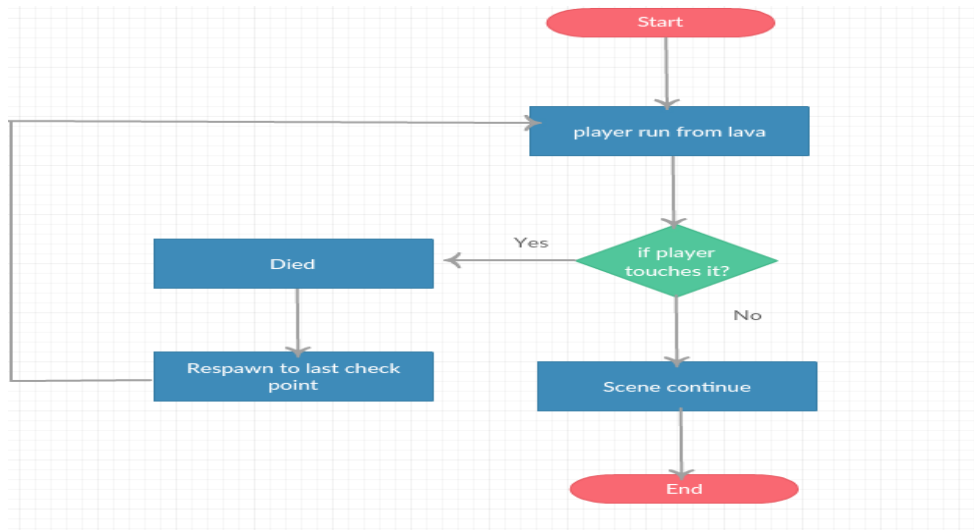 Start
player run from lava
if player
touches it?
Yes
Died
No
Respawn to last check
point
Scene continue
End